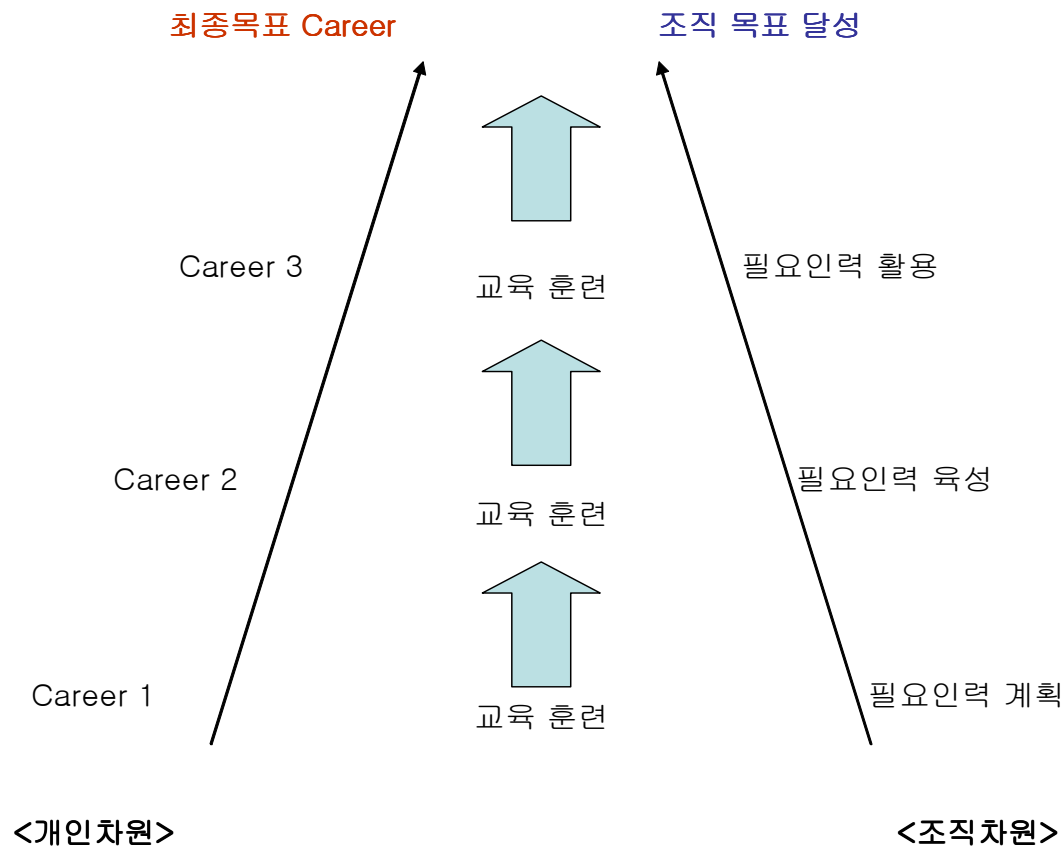 최종목표 Career
조직 목표 달성
Career 3
필요인력 활용
교육 훈련
Career 2
필요인력 육성
교육 훈련
Career 1
필요인력 계획
교육 훈련
<개인차원>
<조직차원>